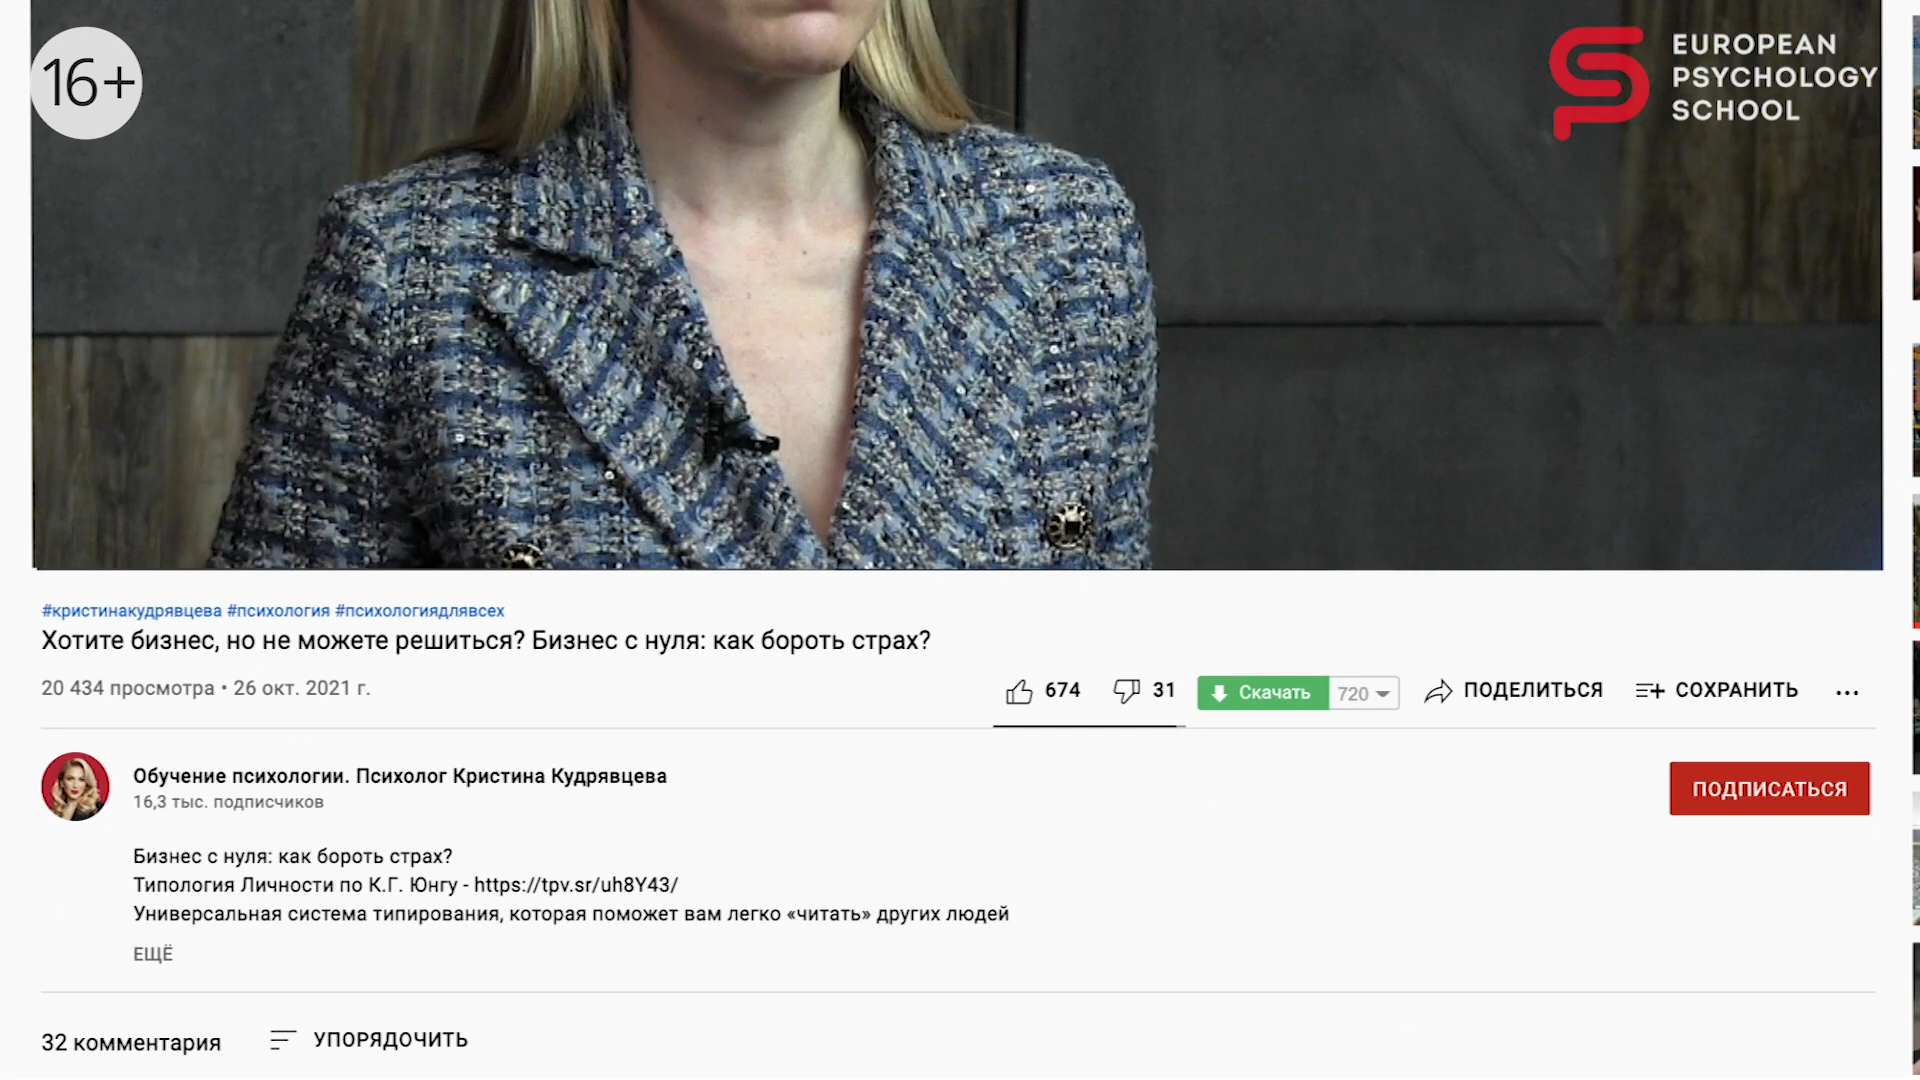 16+
EUROPEAN
PSYCHOLOGY
SCHOOL
#кристинакудрявцева #психология #психологиядлявсех
Хотите бизнес, но не можете решиться? Бизнес с нуля: как бороть страх?
20 434 просмотра • 26 окт. 2021 г.
674 31 Скачать 720 ПОДЕЛИТЬСЯ СОХРАНИТЬ ...
Обучение психологии. Психолог Кристина Кудрявцева
16,3 тыс. подписчиков
ПОДПИСАТЬСЯ
Бизнес с нуля: как бороть страх?
Типология Личности по К.Г. Юнгу - https://tpv.sr/uh8Y43/
Универсальная система типирования, которая поможет вам легко «читать» других людей
ЕЩЁ
32 комментария УПОРЯДОЧИТЬ